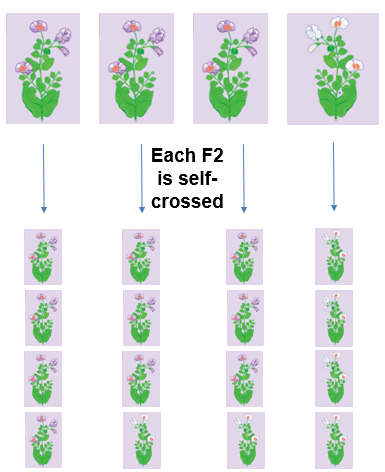 Each F2
is self-
crossed